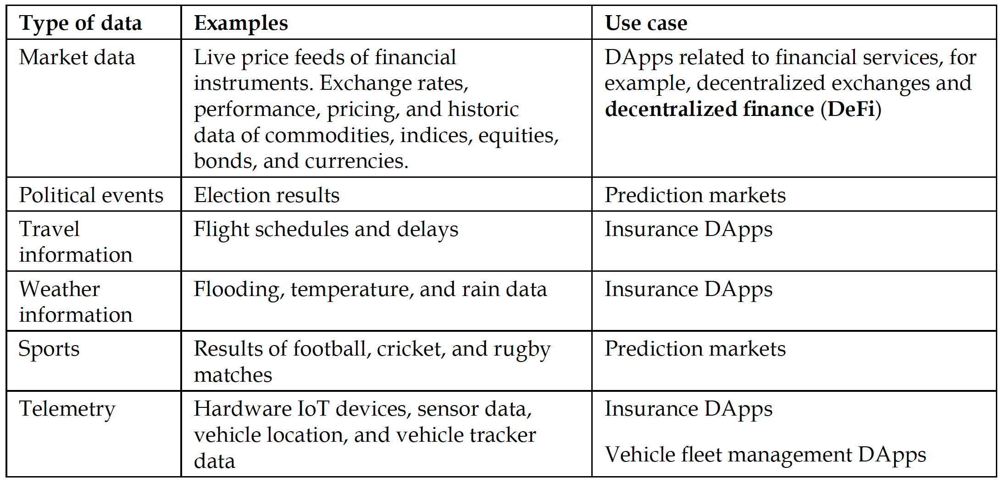 Type of data
Examples
Use case
Market data
Live price feeds of financial
instruments. Exchange rates,
performance, pricing, and historic
data of commodities, indices, equities,
bonds, and currencies.
DApps related to financial services, for
example, decentralized exchanges and
decentralized finance (DeFi)
Political events
Election results
Prediction markets
Travel
information
Flight schedules and delays
Insurance DApps
Weather
information
Flooding, temperature, and rain data
Insurance DApps
Sports
Results of football, cricket, and rugby
matches
Prediction markets
Telemetry
Hardware IoT devices, sensor data,
vehicle location, and vehicle tracker
data
Insurance DApps
Vehicle fleet management DApps